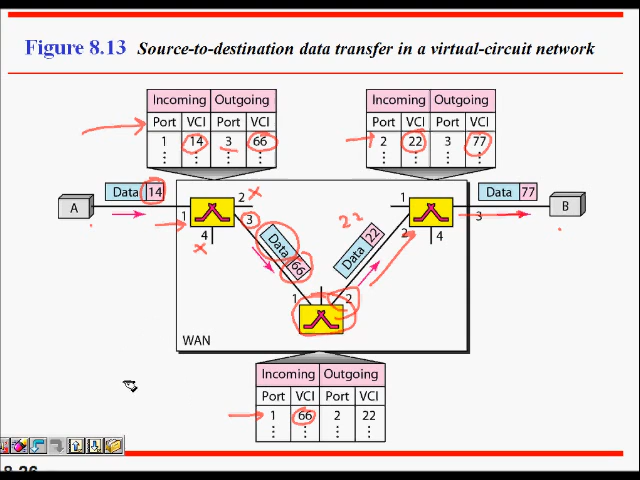 Figure 8.13 Source-to-destination data transfer in a virtual-circuit network
Incoming Outgoing
Port VCI Port VCI
1 14 3 66
Incoming Outgoing
Port VCI Port VCI
2 22 3 77
Data 14
A
1
2 x
3
4
x
Data 66
22
Data 22
1
2
4
3
Data 77
B
1
2
WAN
Incoming Outgoing
Port VCI Port VCI
1 66 2 22
8.26